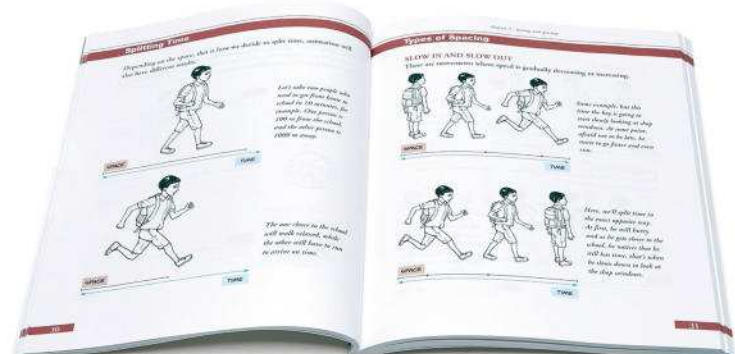 Splitting Time
Depending on the space, that is how we decide to split time, animation will
also have different results.
Let's take two people who
need to go from home to
school in 10 minutes, for
example. One person is
100 m from the school,
and the other person is
1000 m away.
SPACE
TIME
The one closer to the school
will walk relaxed, while
the other will have to run
to arrive on time.
SPACE
TIME
30
Types of Spacing
SLOW IN AND SLOW OUT
These are movements where speed is gradually decreasing or increasing.
Same example, but this
time the boy is going to
start slowly looking at shop
windows. At some point,
afraid not to be late, he
starts to go faster and even
run.
SPACE
TIME
Here, we'll split time in
the exact opposite way.
At first, he will hurry
and as he gets closer to the
school, he notices that he
still has time, that's when
he slows down to look at
the shop windows.
SPACE
TIME
31